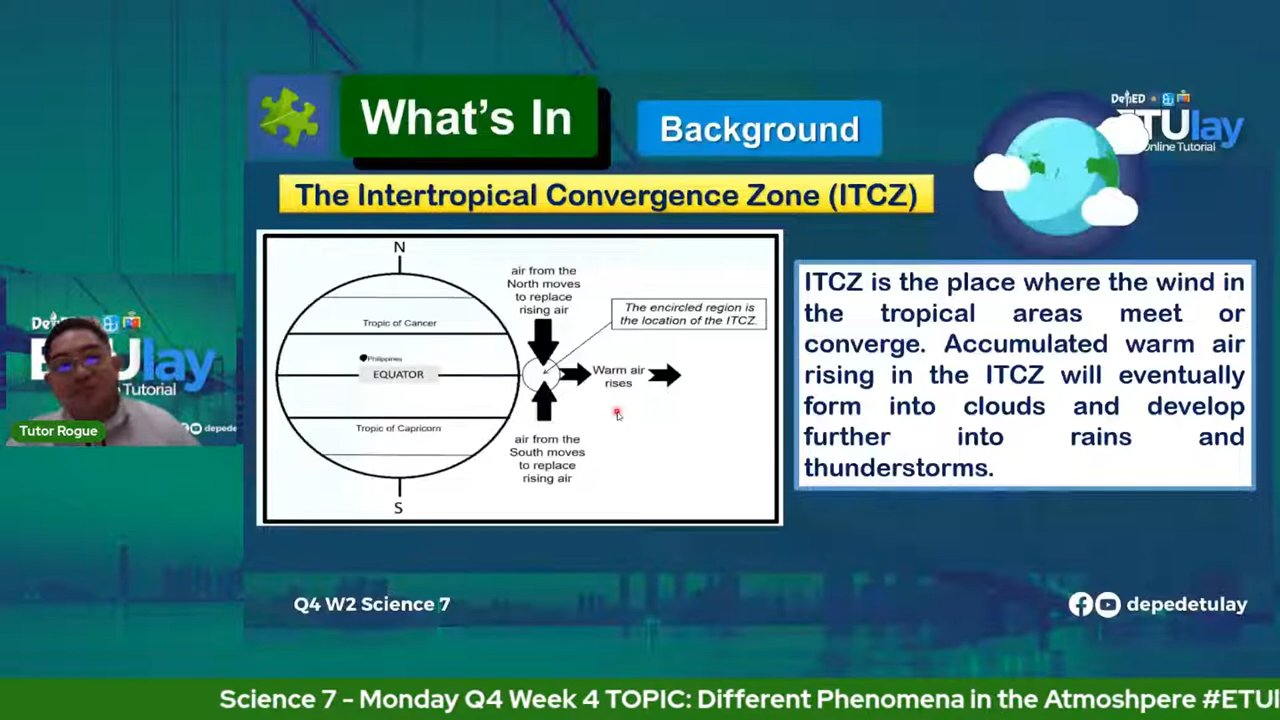 What's In
Background
DepED
ETUlay
Online Tutorial
The Intertropical Convergence Zone (ITCZ)
N
air from the
North moves
to replace
rising air
The encircled region is
the location of the ITCZ.
Tropic of Cancer
Philippines
EQUATOR
Warm air
rises
Tropic of Capricorn
air from the
South moves
to replace
rising air
S
ITCZ is the place where the wind in
the tropical areas meet or
converge. Accumulated warm air
rising in the ITCZ will eventually
form into clouds and develop
further into rains and
thunderstorms.
Tutor Rogue
depede
Q4 W2 Science 7
depedetulay
Science 7 - Monday Q4 Week 4 TOPIC: Different Phenomena in the Atmoshpere #ETU